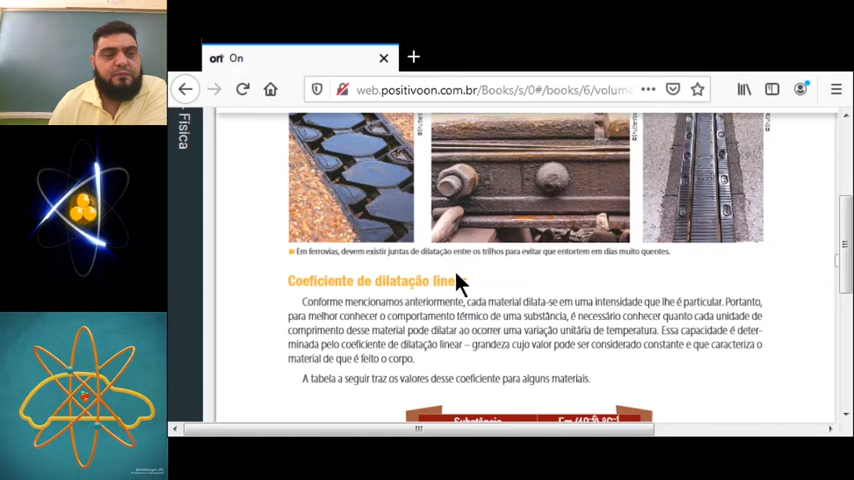 On
web.positivoon.com.br/Books/s/0#/books/6/volum
- Física
Em ferrovias, devem existir juntas de dilatação entre os trilhos para evitar que entortem em dias muito quentes.
Coeficiente de dilatação linear
Conforme mencionamos anteriormente, cada material dilata-se em uma intensidade que lhe é particular. Portanto,
para melhor conhecer o comportamento térmico de uma substância, é necessário conhecer quanto cada unidade de
comprimento desse material pode dilatar ao ocorrer uma variação unitária de temperatura. Essa capacidade é deter-
minada pelo coeficiente de dilatação linear – grandeza cujo valor pode ser considerado constante e que caracteriza o
material de que é feito o corpo.
A tabela a seguir traz os valores desse coeficiente para alguns materiais.